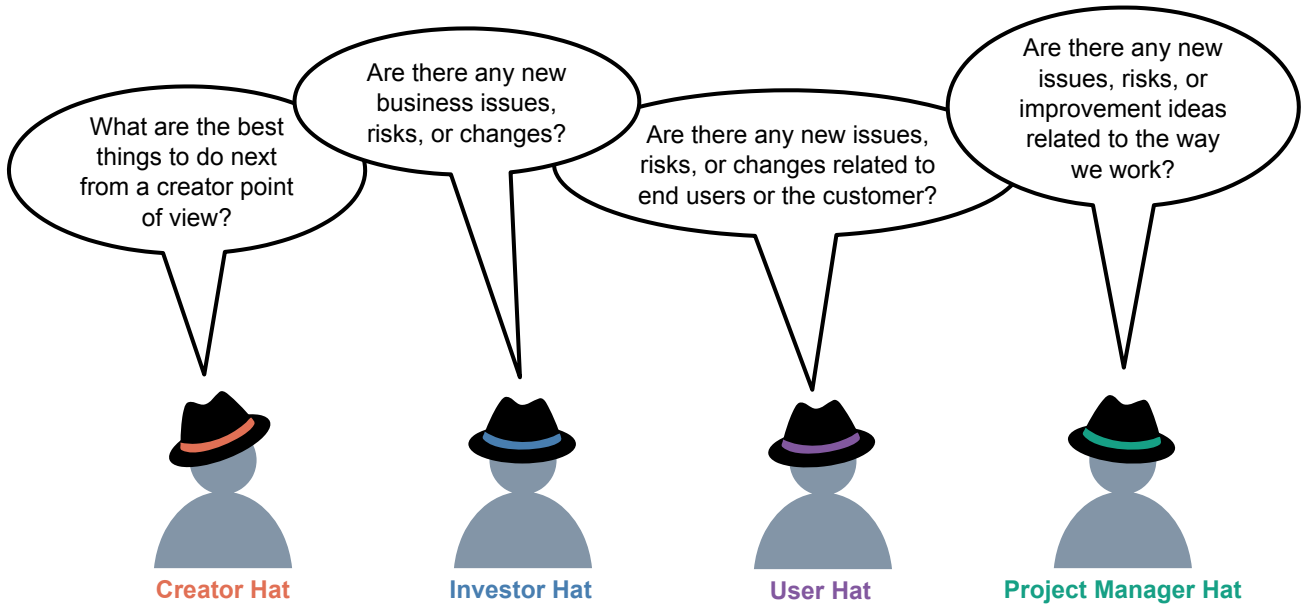 What are the best
things to do next
from a creator point
of view?
Are there any new
business issues,
risks, or changes?
Are there any new issues,
risks, or changes related to
end users or the customer?
Are there any new
issues, risks, or
improvement ideas
related to the way
we work?
Creator Hat
Investor Hat
User Hat
Project Manager Hat